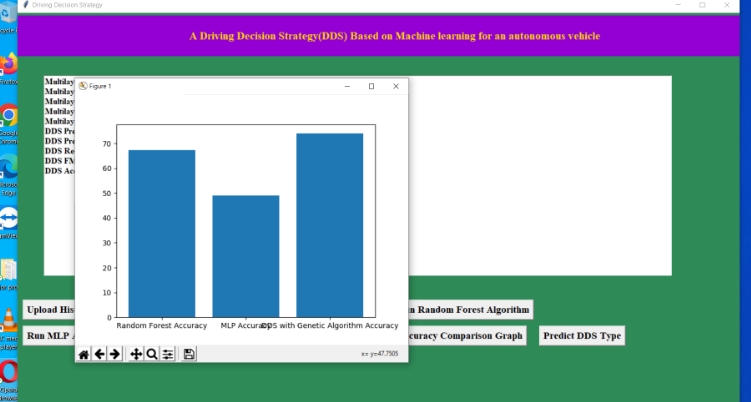 Driving Decision Strategy
A Driving Decision Strategy(DDS) Based on Machine learning for an autonomous vehicle
Multilay
Multilay
Multilay
Multilay
Multilay
DDS Pre
DDS Pre
DDS Re
DDS FM
DDS Acc
Figure 1
70
60
50
40
30
20
10
0
Random Forest Accuracy
MLP Accuracy
DDS with Genetic Algorithm Accuracy
x= y=47.7505
Upload His
n Random Forest Algorithm
Run MLP A
curacy Comparison Graph
Predict DDS Type